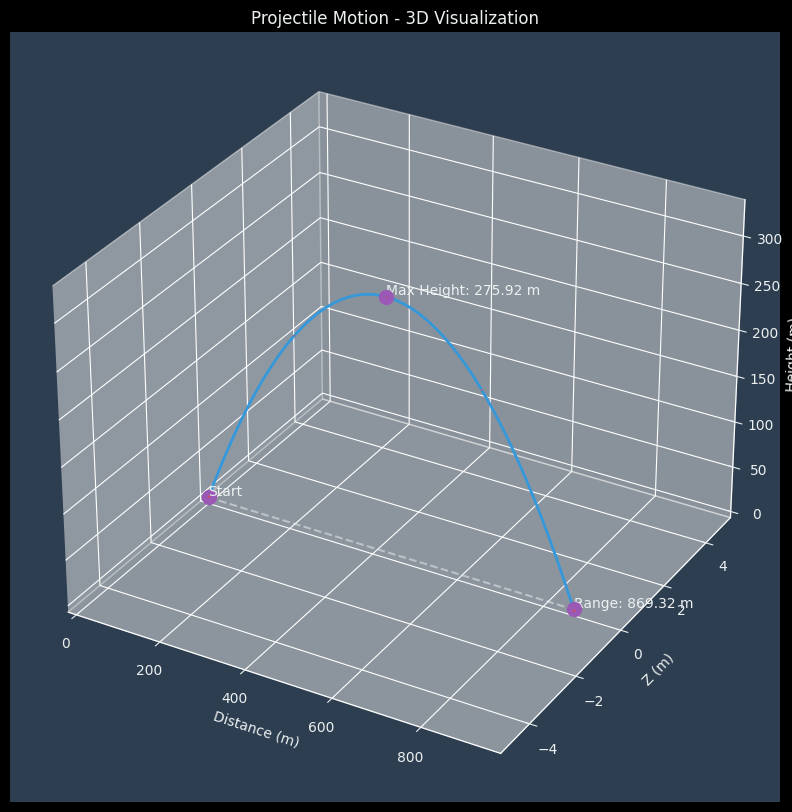 Projectile Motion - 3D Visualization
Max Height: 275.92 m
Start
Range: 869.32 m
300
250
200
150
100
50
0
Height (m)
4
2
0
−2
−4
Z (m)
0
200
400
600
800
Distance (m)